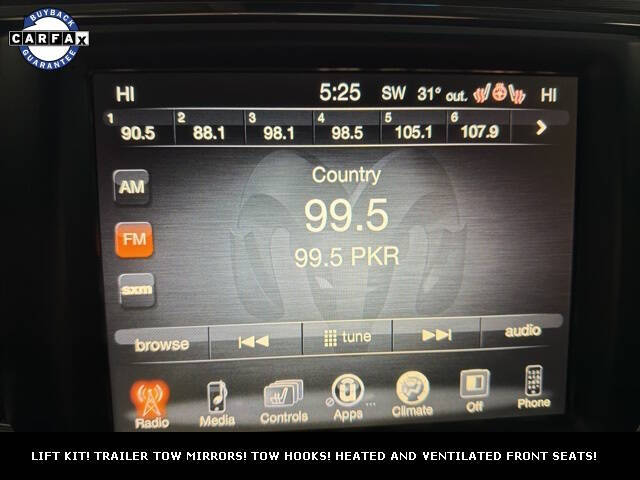 BUYBACK
CARFAX
GUARANTEE
HI 5:25 SW 31° out. HI
1 90.5 2 88.1 3 98.1 4 98.5 5 105.1 6 107.9
Country
AM
99.5
FM
99.5 PKR
sxm
browse tune audio
Radio Media Controls Apps Climate Off Phone
LIFT KIT! TRAILER TOW MIRRORS! TOW HOOKS! HEATED AND VENTILATED FRONT SEATS!